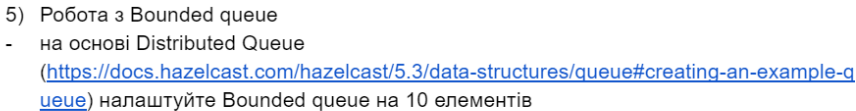 5) Робота з Bounded queue
- на основі Distributed Queue
(https://docs.hazelcast.com/hazelcast/5.3/data-structures/queue#creating-an-example-q
ueue) налаштуйте Bounded queue на 10 елементів